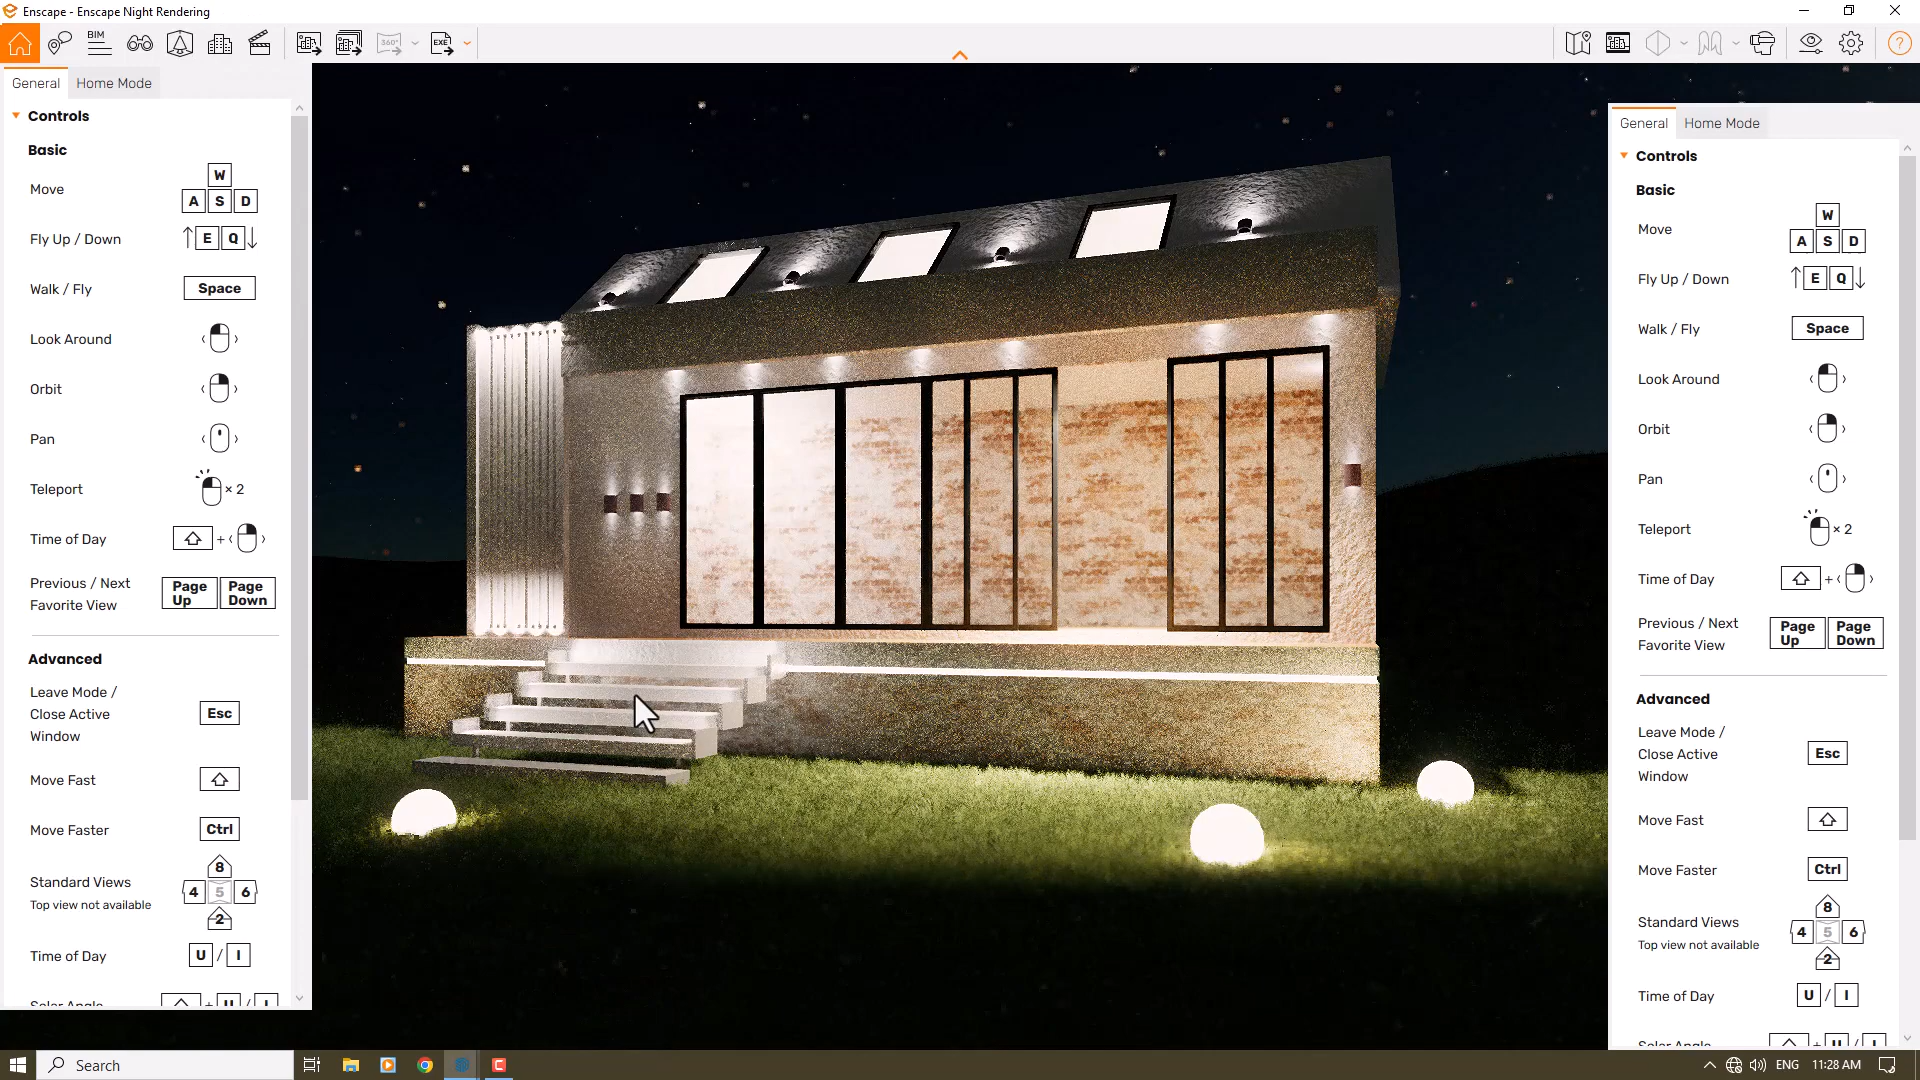 Enscape - Enscape Night Rendering
BIM
360°
EXE
?
General
Home Mode
Controls
Basic
Move
W
A S D
Fly Up / Down
E Q
Walk / Fly
Space
Look Around
Orbit
Pan
Teleport
× 2
Time of Day
+
Previous / Next
Favorite View
Page Up
Page Down
Advanced
Leave Mode /
Close Active
Window
Esc
Move Fast
Move Faster
Ctrl
Standard Views
Top view not available
8
4 5 6
2
Time of Day
U / I
Solar Angle
+ U / I
General
Home Mode
Controls
Basic
Move
W
A S D
Fly Up / Down
E Q
Walk / Fly
Space
Look Around
Orbit
Pan
Teleport
× 2
Time of Day
+
Previous / Next
Favorite View
Page Up
Page Down
Advanced
Leave Mode /
Close Active
Window
Esc
Move Fast
Move Faster
Ctrl
Standard Views
Top view not available
8
4 5 6
2
Time of Day
U / I
Solar Angle
+ U / I
Search
ENG
11:28 AM